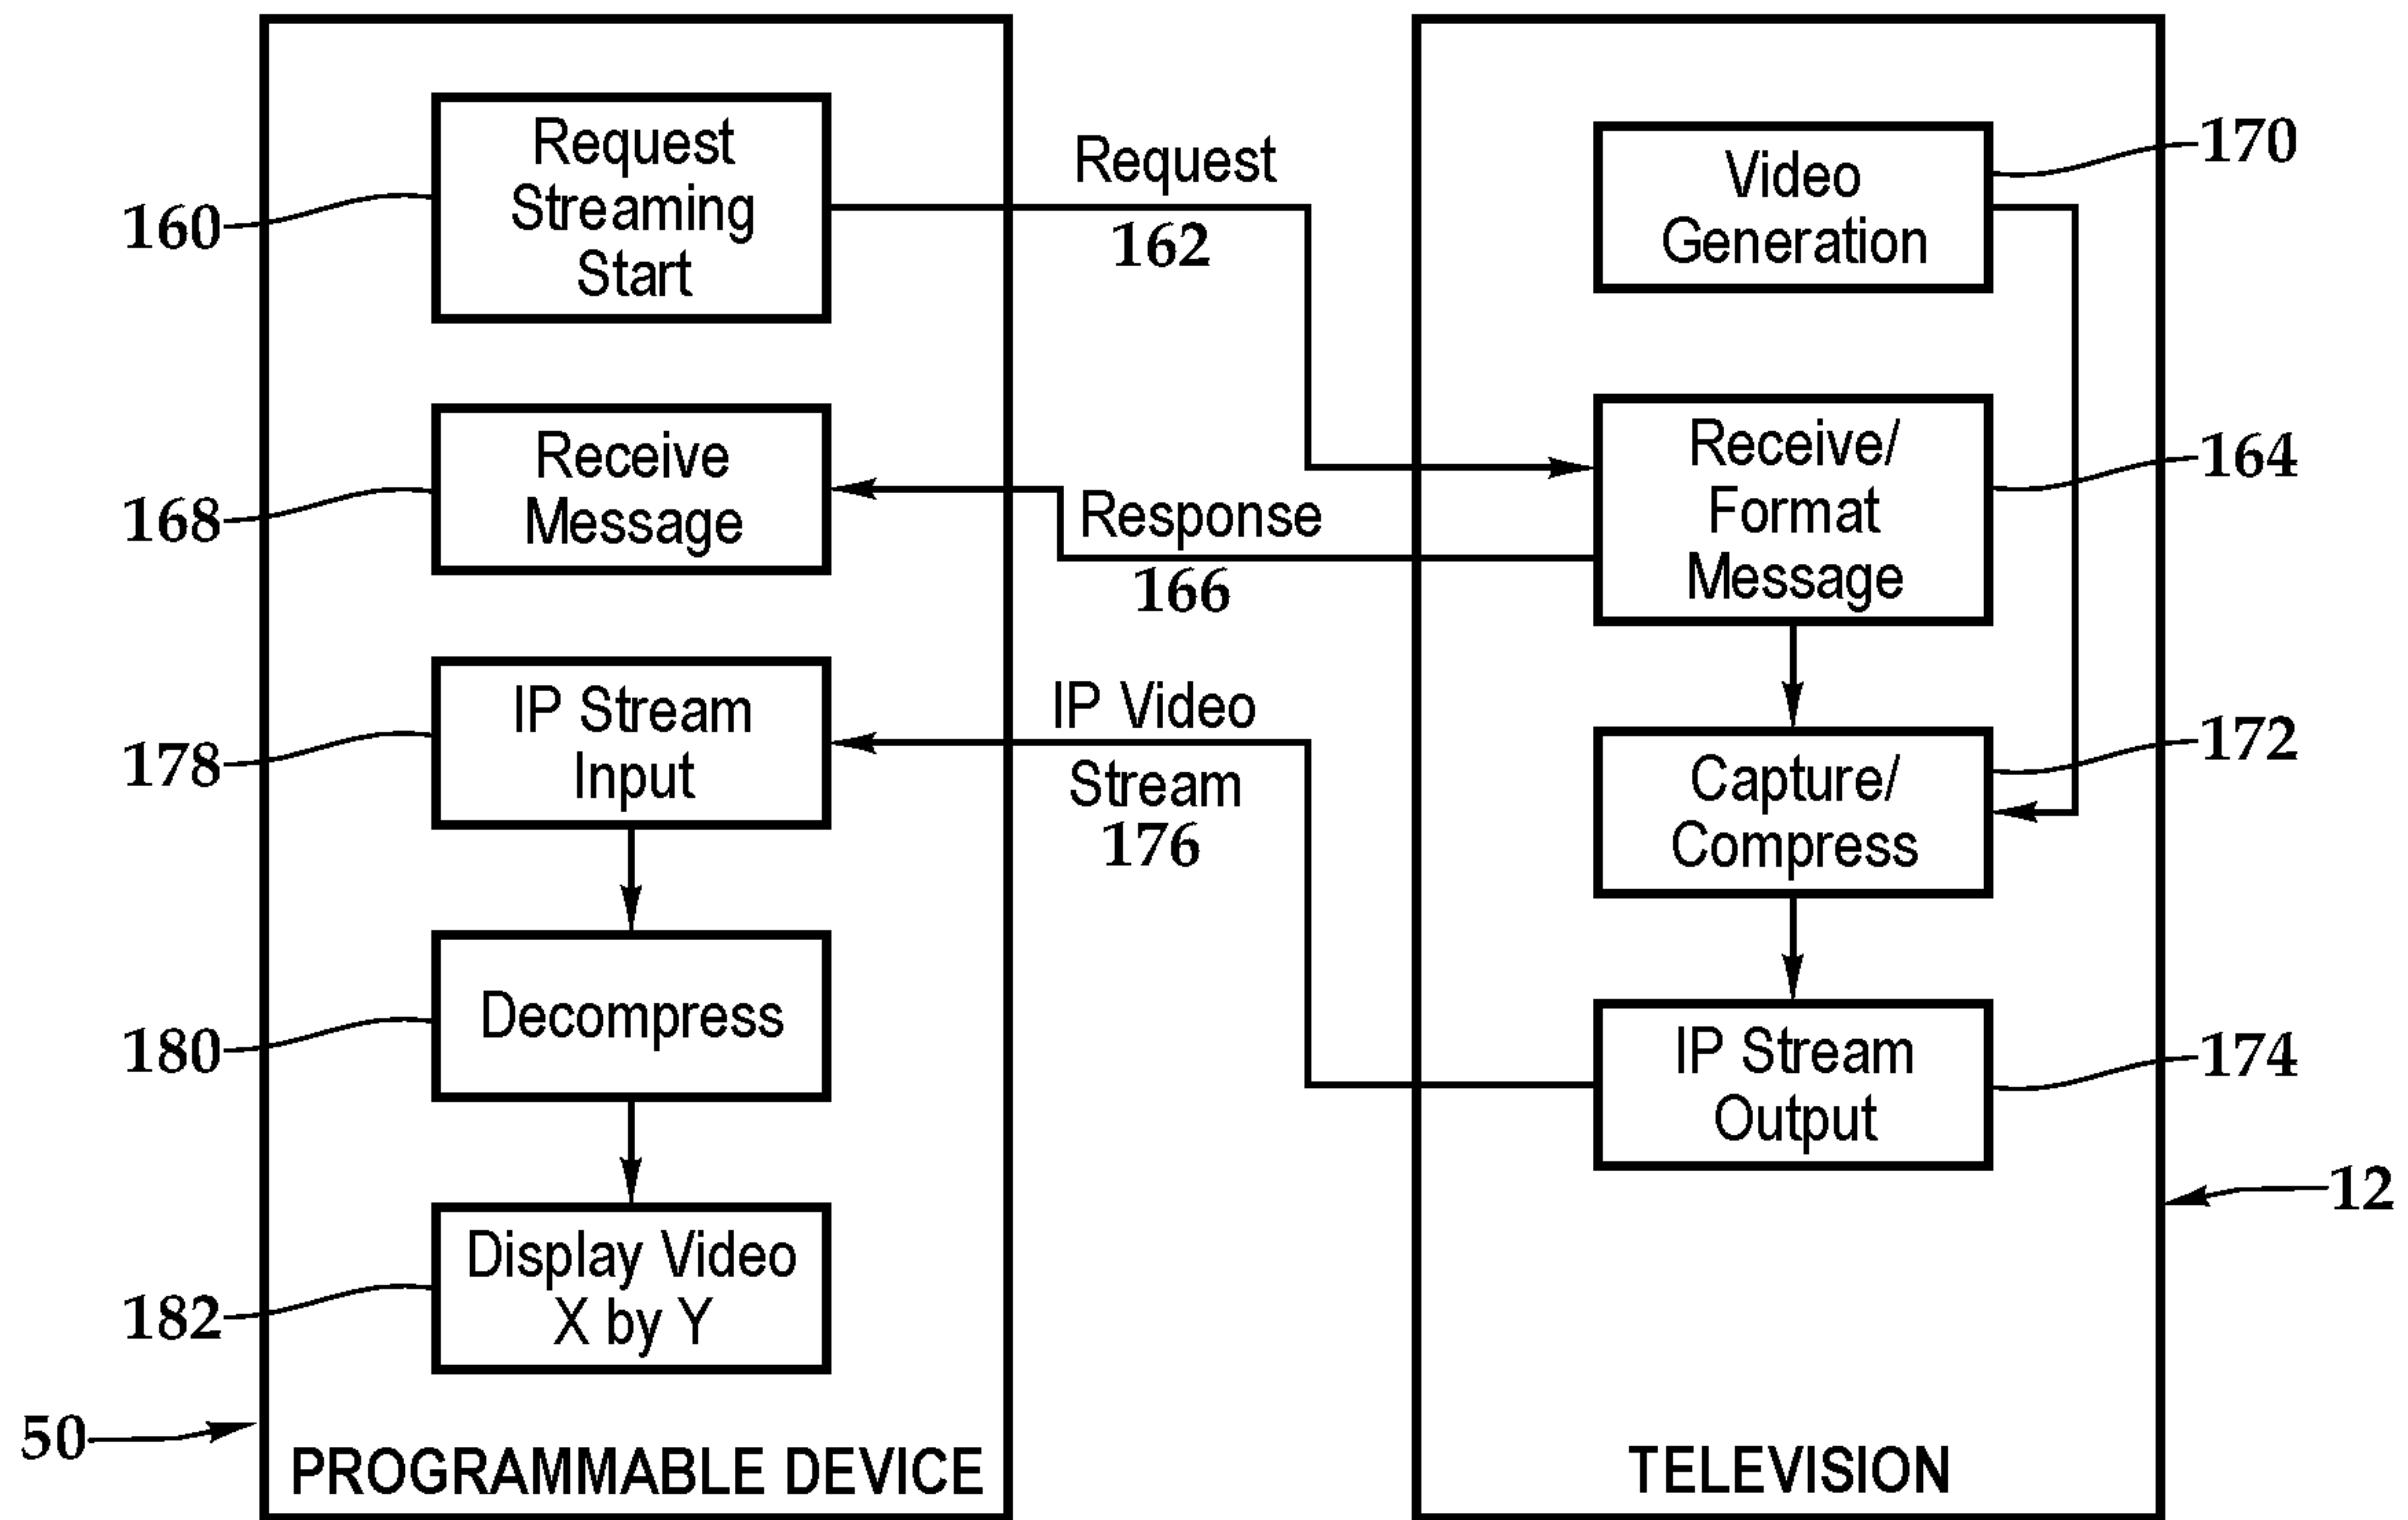 Request
Streaming
Start
160
Request
162
Video
Generation
170
Receive
Message
168
Response
166
Receive/
Format
Message
164
IP Stream
Input
178
IP Video
Stream
176
Capture/
Compress
172
Decompress
180
IP Stream
Output
174
12
Display Video
X by Y
182
50
PROGRAMMABLE DEVICE
TELEVISION